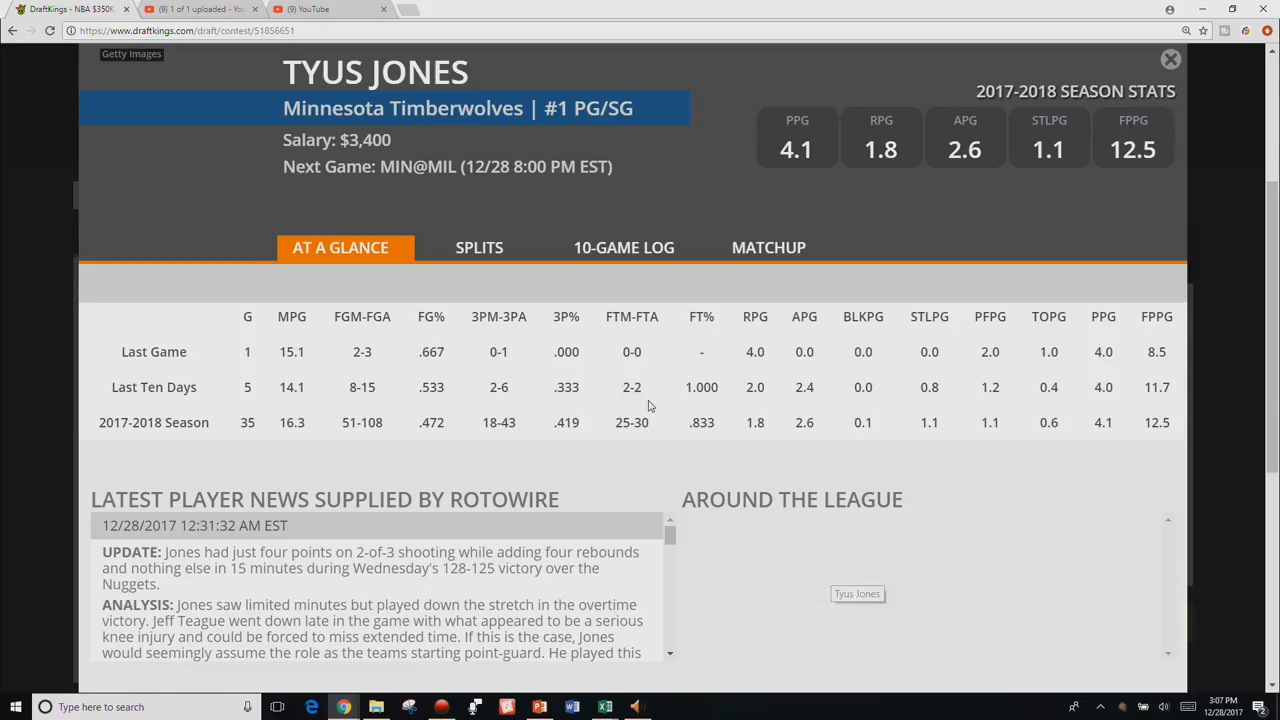 DraftKings - NBA $350K
(9) 1 of 1 uploaded - You
(9) YouTube
https://www.draftkings.com/draft/contest/51856651
Getty Images
TYUS JONES
Minnesota Timberwolves | #1 PG/SG
Salary: $3,400
Next Game: MIN@MIL (12/28 8:00 PM EST)
2017-2018 SEASON STATS
PPG RPG APG STLPG FPPG
4.1 1.8 2.6 1.1 12.5
AT A GLANCE SPLITS 10-GAME LOG MATCHUP
G MPG FGM-FGA FG% 3PM-3PA 3P% FTM-FTA FT% RPG APG BLKPG STLPG PFPG TOPG PPG FPPG
Last Game 1 15.1 2-3 .667 0-1 .000 0-0 - 4.0 0.0 0.0 0.0 2.0 1.0 4.0 8.5
Last Ten Days 5 14.1 8-15 .533 2-6 .333 2-2 1.000 2.0 2.4 0.0 0.8 1.2 0.4 4.0 11.7
2017-2018 Season 35 16.3 51-108 .472 18-43 .419 25-30 .833 1.8 2.6 0.1 1.1 1.1 0.6 4.1 12.5
LATEST PLAYER NEWS SUPPLIED BY ROTOWIRE
12/28/2017 12:31:32 AM EST
UPDATE: Jones had just four points on 2-of-3 shooting while adding four rebounds
and nothing else in 15 minutes during Wednesday's 128-125 victory over the
Nuggets.
ANALYSIS: Jones saw limited minutes but played down the stretch in the overtime
victory. Jeff Teague went down late in the game with what appeared to be a serious
knee injury and could be forced to miss extended time. If this is the case, Jones
would seemingly assume the role as the teams starting point-guard. He played this
AROUND THE LEAGUE
Tyus Jones
Type here to search
3:07 PM
12/28/2017